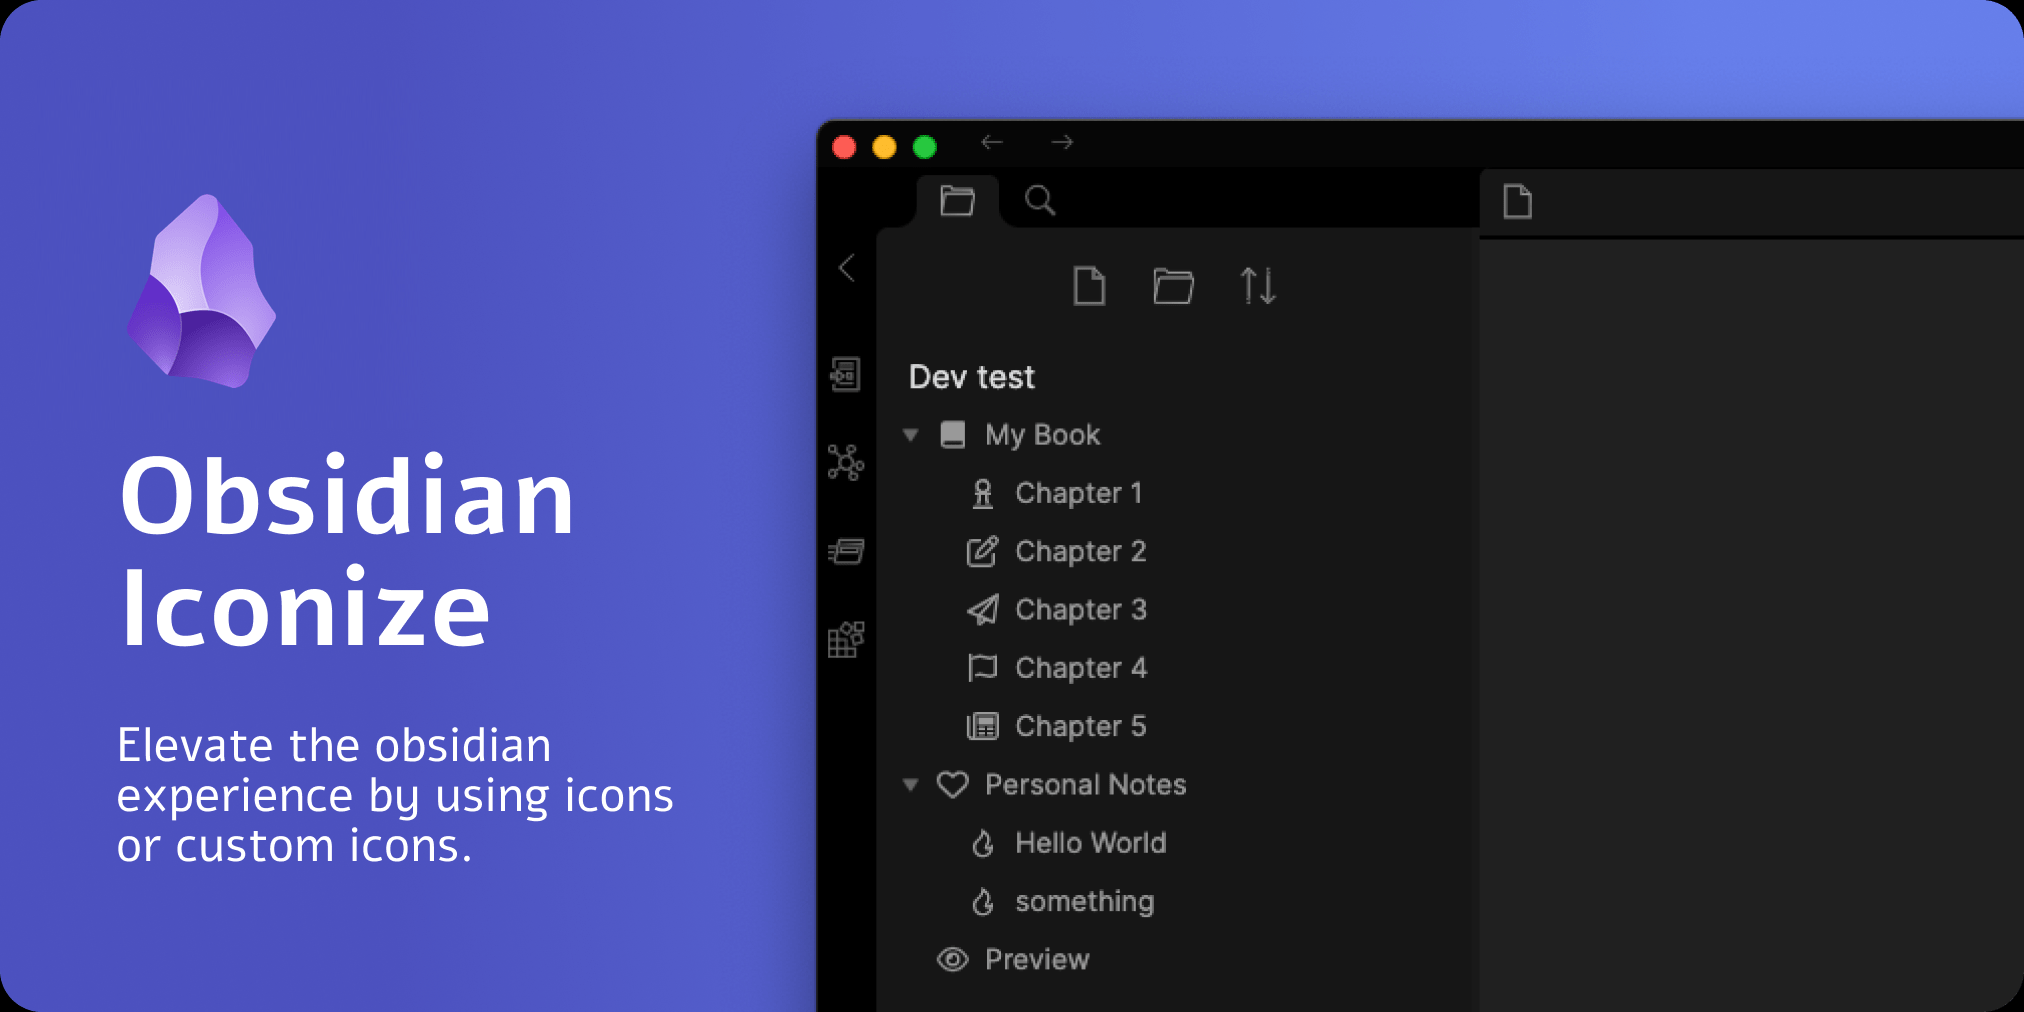 Obsidian
Iconize
Elevate the obsidian
experience by using icons
or custom icons.
Dev test
My Book
Chapter 1
Chapter 2
Chapter 3
Chapter 4
Chapter 5
Personal Notes
Hello World
something
Preview